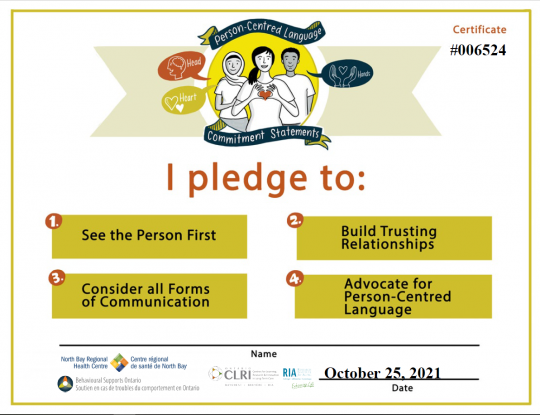 Person-Centred Language
Certificate
#006524
Head
Heart
Hands
Commitment Statements
I pledge to:
1.
See the Person First
2.
Build Trusting
Relationships
3.
Consider all Forms
of Communication
4.
Advocate for
Person-Centred
Language
Name
North Bay Regional
Health Centre
Centre régional
de santé de North Bay
Behavioural Supports Ontario
Soutien en cas de troubles du comportement en Ontario
CLRI
RIA
October 25, 2021
Date